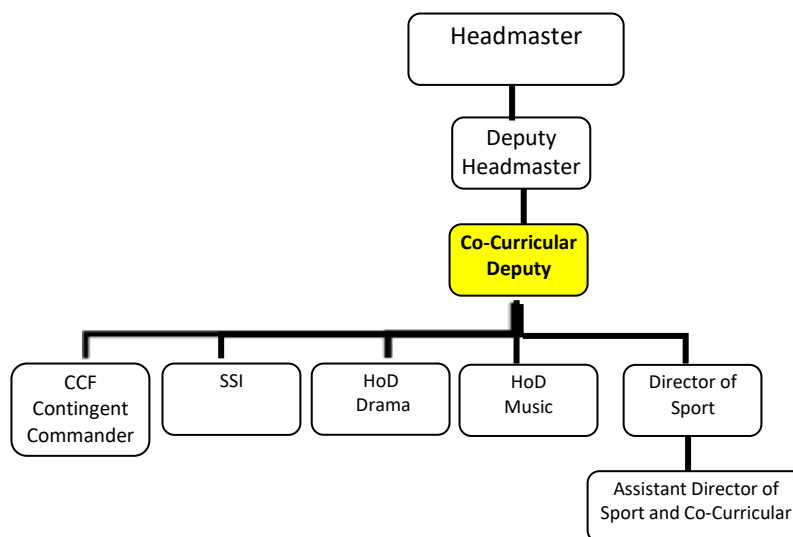 Headmaster
Deputy
Headmaster
Co-Curricular
Deputy
CCF
Contingent
Commander
SSI
HoD
Drama
HoD
Music
Director of
Sport
Assistant Director of
Sport and Co-Curricular